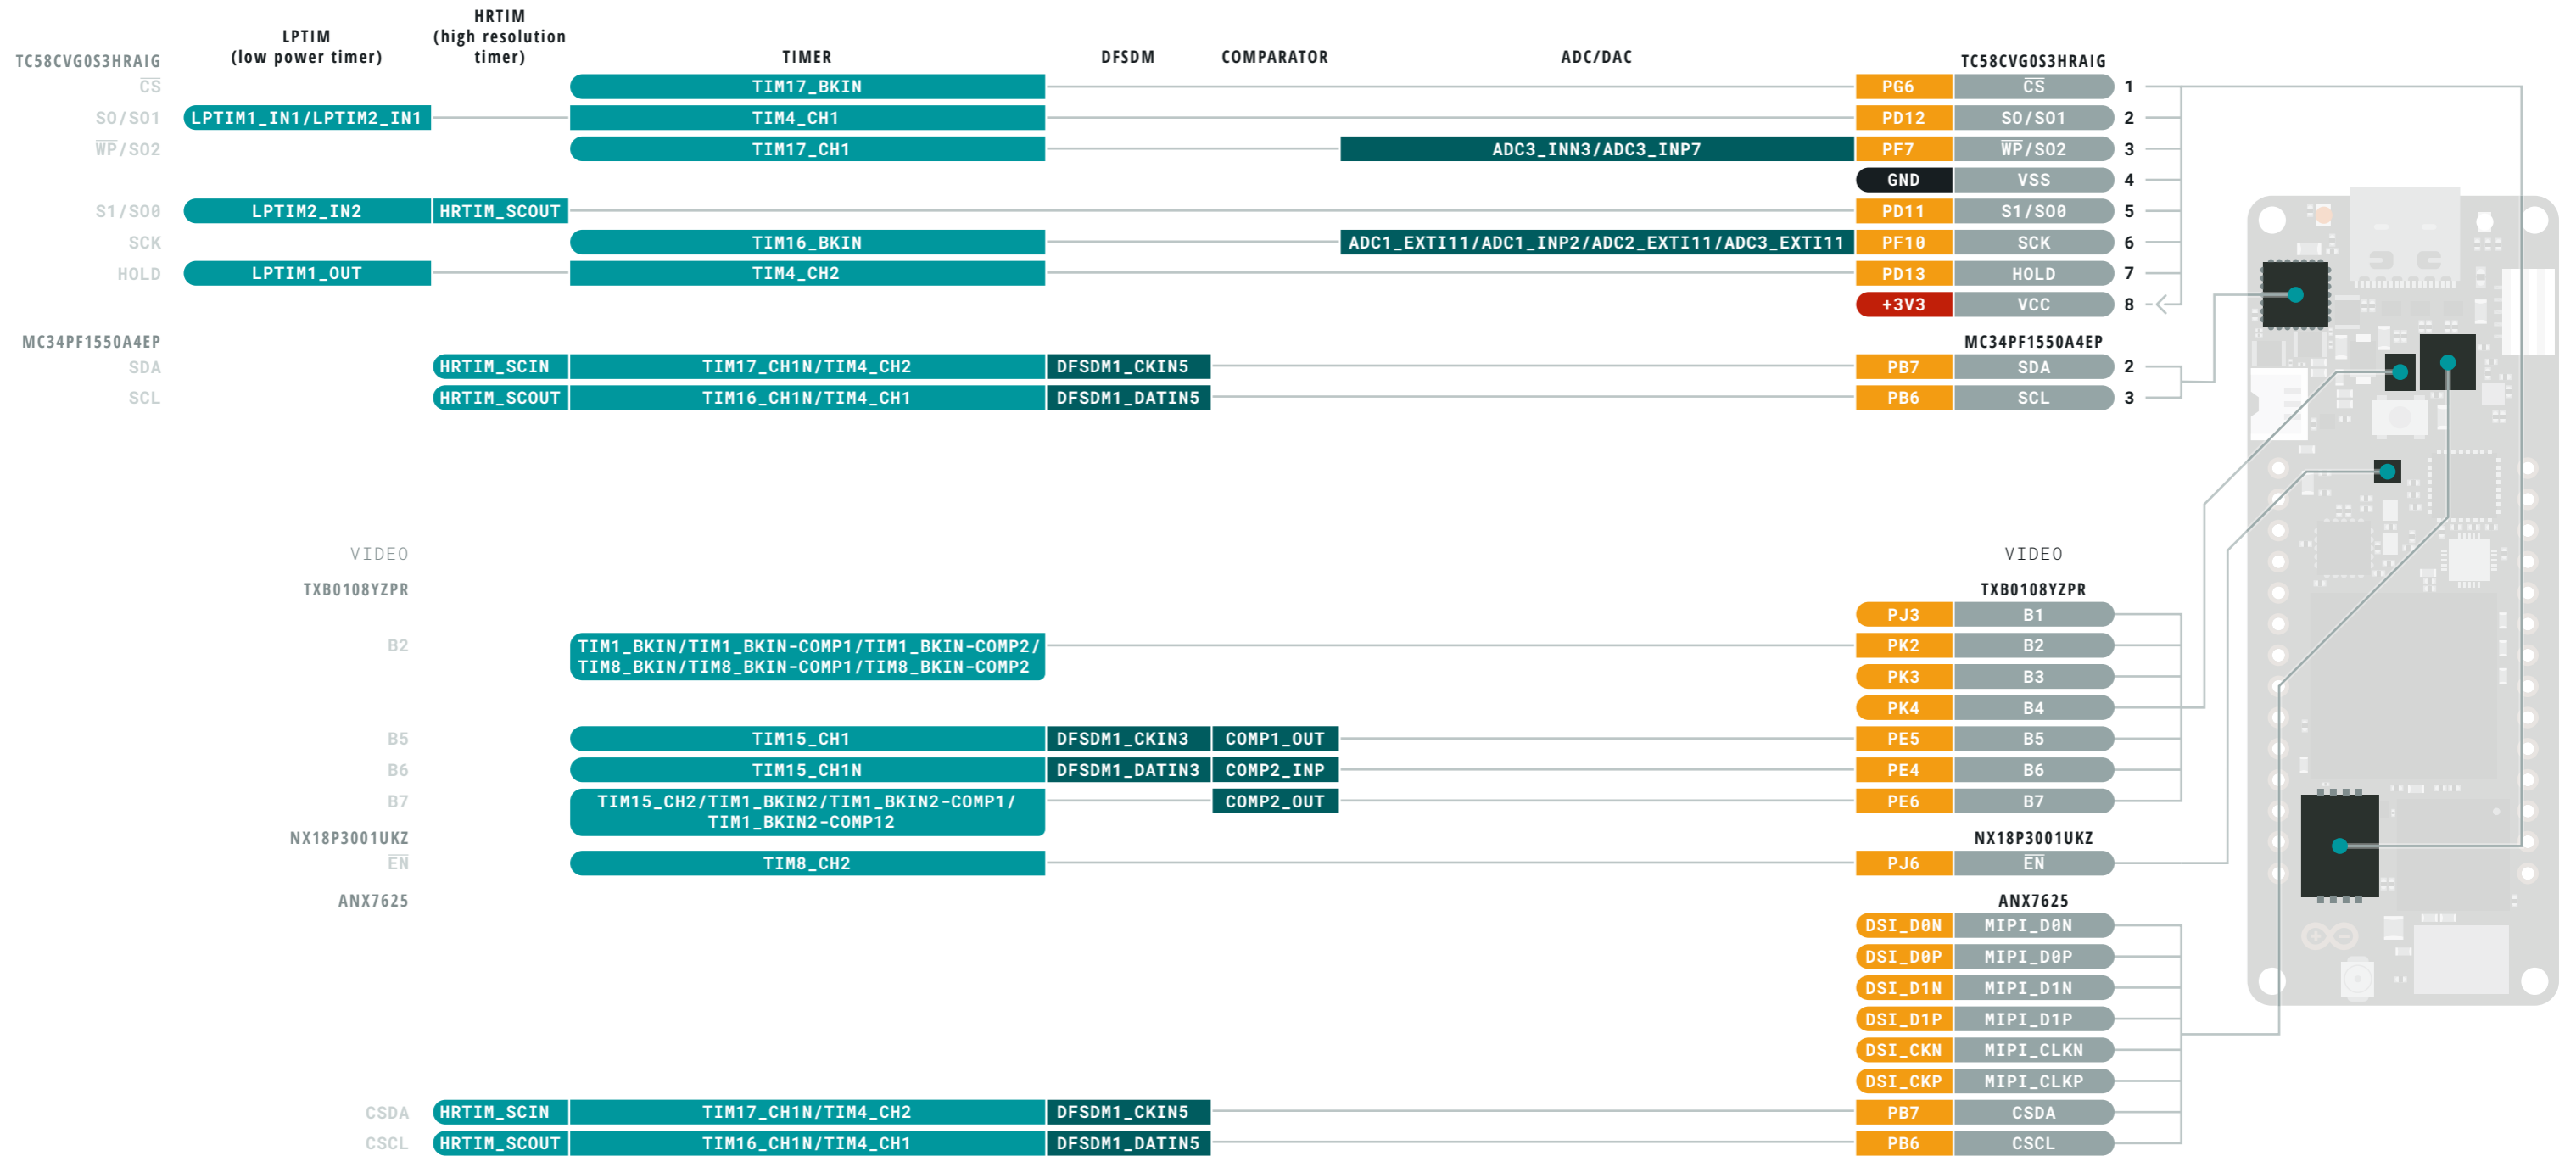 LPTIM
(low power timer)
HRTIM
(high resolution
timer)
TIMER
DFSDM
COMPARATOR
ADC/DAC
TC58CVG0S3HRAIG
TC58CVG0S3HRAIG
CS TIM17_BKIN PG6 CS 1
SO/SO1 LPTIM1_IN1/LPTIM2_IN1 TIM4_CH1 PD12 SO/SO1 2
WP/SO2 TIM17_CH1 ADC3_INN3/ADC3_INP7 PF7 WP/SO2 3
GND VSS 4
S1/SO0 LPTIM2_IN2 HRTIM_SCOUT PD11 S1/SO0 5
SCK TIM16_BKIN ADC1_EXTI11/ADC1_INP2/ADC2_EXTI11/ADC3_EXTI11 PF10 SCK 6
HOLD LPTIM1_OUT TIM4_CH2 PD13 HOLD 7
+3V3 VCC 8
MC34PF1550A4EP MC34PF1550A4EP
SDA HRTIM_SCIN TIM17_CH1N/TIM4_CH2 DFSDM1_CKIN5 PB7 SDA 2
SCL HRTIM_SCOUT TIM16_CH1N/TIM4_CH1 DFSDM1_DATIN5 PB6 SCL 3
VIDEO VIDEO
TXB0108YZPR TXB0108YZPR
PJ3 B1
B2 TIM1_BKIN/TIM1_BKIN-COMP1/TIM1_BKIN-COMP2/ PK2 B2
TIM8_BKIN/TIM8_BKIN-COMP1/TIM8_BKIN-COMP2
PK3 B3
PK4 B4
B5 TIM15_CH1 DFSDM1_CKIN3 COMP1_OUT PE5 B5
B6 TIM15_CH1N DFSDM1_DATIN3 COMP2_INP PE4 B6
B7 TIM15_CH2/TIM1_BKIN2/TIM1_BKIN2-COMP1/ COMP2_OUT PE6 B7
TIM1_BKIN2-COMP12
NX18P3001UKZ NX18P3001UKZ
EN TIM8_CH2 PJ6 EN
ANX7625 ANX7625
DSI_D0N MIPI_D0N
DSI_D0P MIPI_D0P
DSI_D1N MIPI_D1N
DSI_D1P MIPI_D1P
DSI_CKN MIPI_CLKN
DSI_CKP MIPI_CLKP
CSDA HRTIM_SCIN TIM17_CH1N/TIM4_CH2 DFSDM1_CKIN5 PB7 CSDA
CSCL HRTIM_SCOUT TIM16_CH1N/TIM4_CH1 DFSDM1_DATIN5 PB6 CSCL